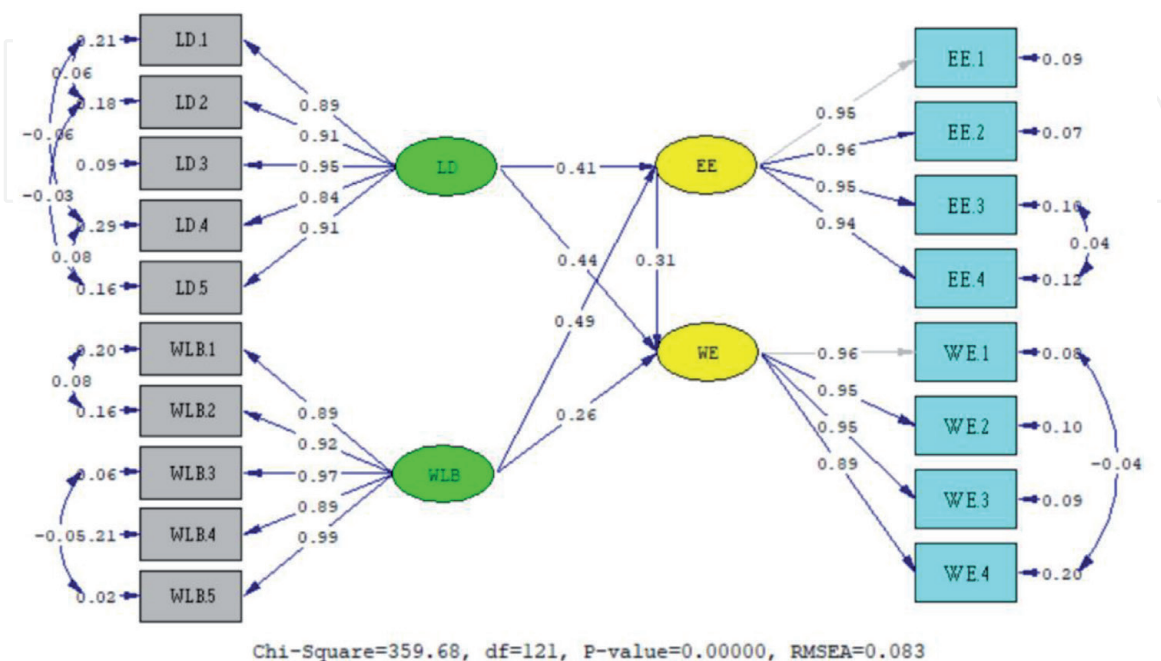 0.21 LD.1
0.06
0.18 LD.2
-0.06
0.09 LD.3
-0.03
0.29 LD.4
0.08
0.16 LD.5
0.20 WLB.1
0.08
0.16 WLB.2
0.06 WLB.3
-0.05 .21 WLB.4
0.02 WLB.5
0.89
0.91
0.95
0.84
0.91
LD
0.89
0.92
0.97
0.89
0.99
WLB
0.41
0.44
0.49
0.26
0.31
EE
WE
0.95
0.96
0.95
0.94
0.96
0.95
0.95
0.89
EE.1 0.09
EE.2 0.07
EE.3 0.10
0.04
EE.4 0.12
WE.1 0.08
WE.2 0.10
-0.04
WE.3 0.09
WE.4 0.20
Chi-Square=359.68, df=121, P-value=0.00000, RMSEA=0.083